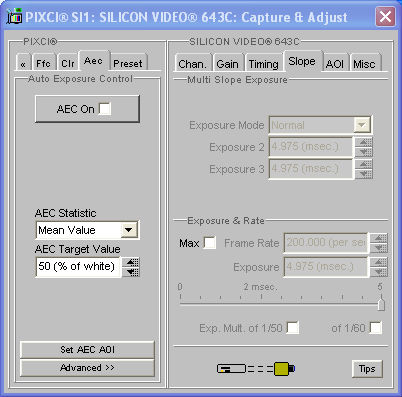 PIXCI® SI1: SILICON VIDEO® 643C: Capture & Adjust
PIXCI®
« Ffc Clr Aec Preset
Auto Exposure Control
AEC On
AEC Statistic
Mean Value
AEC Target Value
50 (% of white)
Set AEC AOI
Advanced >>
SILICON VIDEO® 643C
Chan. Gain Timing Slope AOI Misc
Multi Slope Exposure
Exposure Mode Normal
Exposure 2 4.975 (msec.)
Exposure 3 4.975 (msec.)
Exposure & Rate
Max Frame Rate 200.000 (per se
Exposure 4.975 (msec.)
0 2 msec. 5
Exp. Mult. of 1/50 of 1/60
Tips